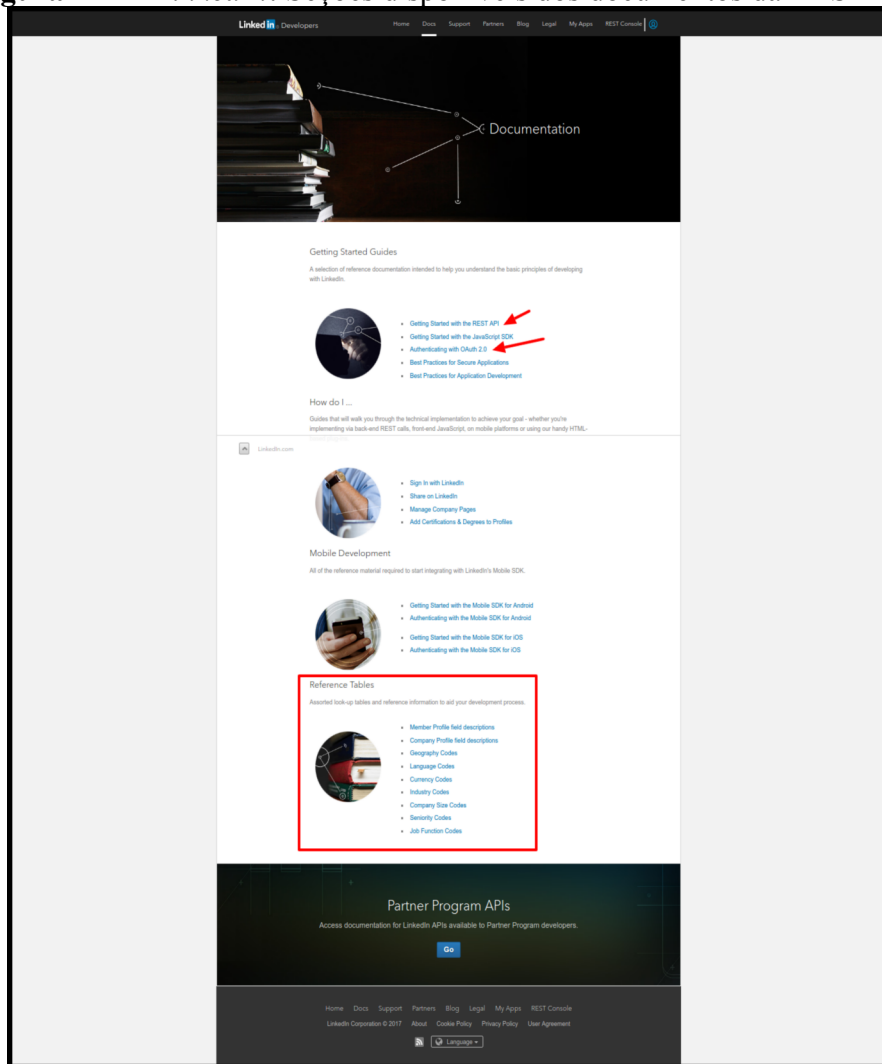 LinkedIn Developers Home Docs Support Partners Blog Legal My Apps REST Console
Documentation
Getting Started Guides
A selection of reference documentation intended to help you understand the basic principles of developing
with LinkedIn.
Getting Started with the REST API
Getting Started with the JavaScript SDK
Authenticating with OAuth 2.0
Best Practices for Secure Applications
Best Practices for Application Development
How do I ...
Guides that will walk you through the technical implementation to achieve your goal - whether you're
implementing via back-end REST calls, front-end JavaScript, on mobile platforms or using our handy HTML-
LinkedIn.com
Sign In with LinkedIn
Share on LinkedIn
Manage Company Pages
Add Certifications & Degrees to Profiles
Mobile Development
All of the reference material required to start integrating with LinkedIn's Mobile SDK.
Getting Started with the Mobile SDK for Android
Authenticating with the Mobile SDK for Android
Getting Started with the Mobile SDK for iOS
Authenticating with the Mobile SDK for iOS
Reference Tables
Assorted look-up tables and reference information to aid your development process.
Member Profile field descriptions
Company Profile field descriptions
Geography Codes
Language Codes
Currency Codes
Industry Codes
Company Size Codes
Seniority Codes
Job Function Codes
Partner Program APIs
Access documentation for LinkedIn APIs available to Partner Program developers.
Go
Home Docs Support Partners Blog Legal My Apps REST Console
LinkedIn Corporation © 2017 About Cookie Policy Privacy Policy User Agreement
Language